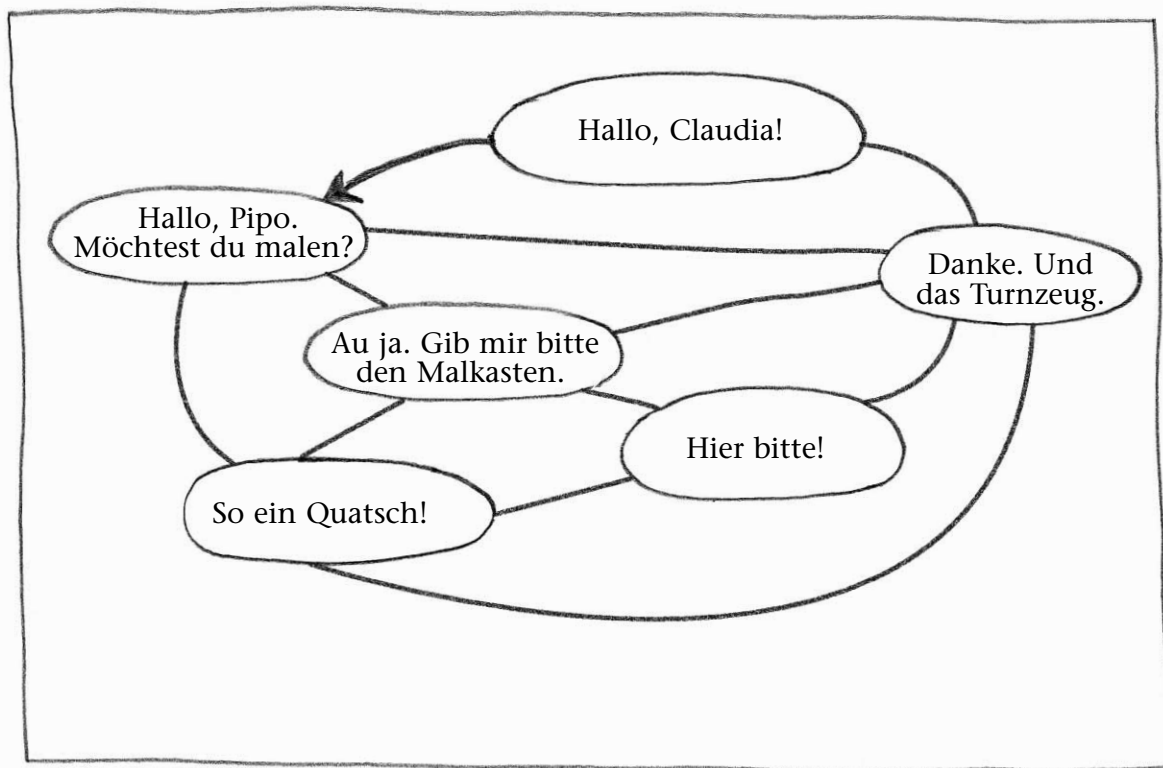 Hallo, Claudia!
Hallo, Pipo.
Möchtest du malen?
Danke. Und
das Turnzeug.
Au ja. Gib mir bitte
den Malkasten.
Hier bitte!
So ein Quatsch!